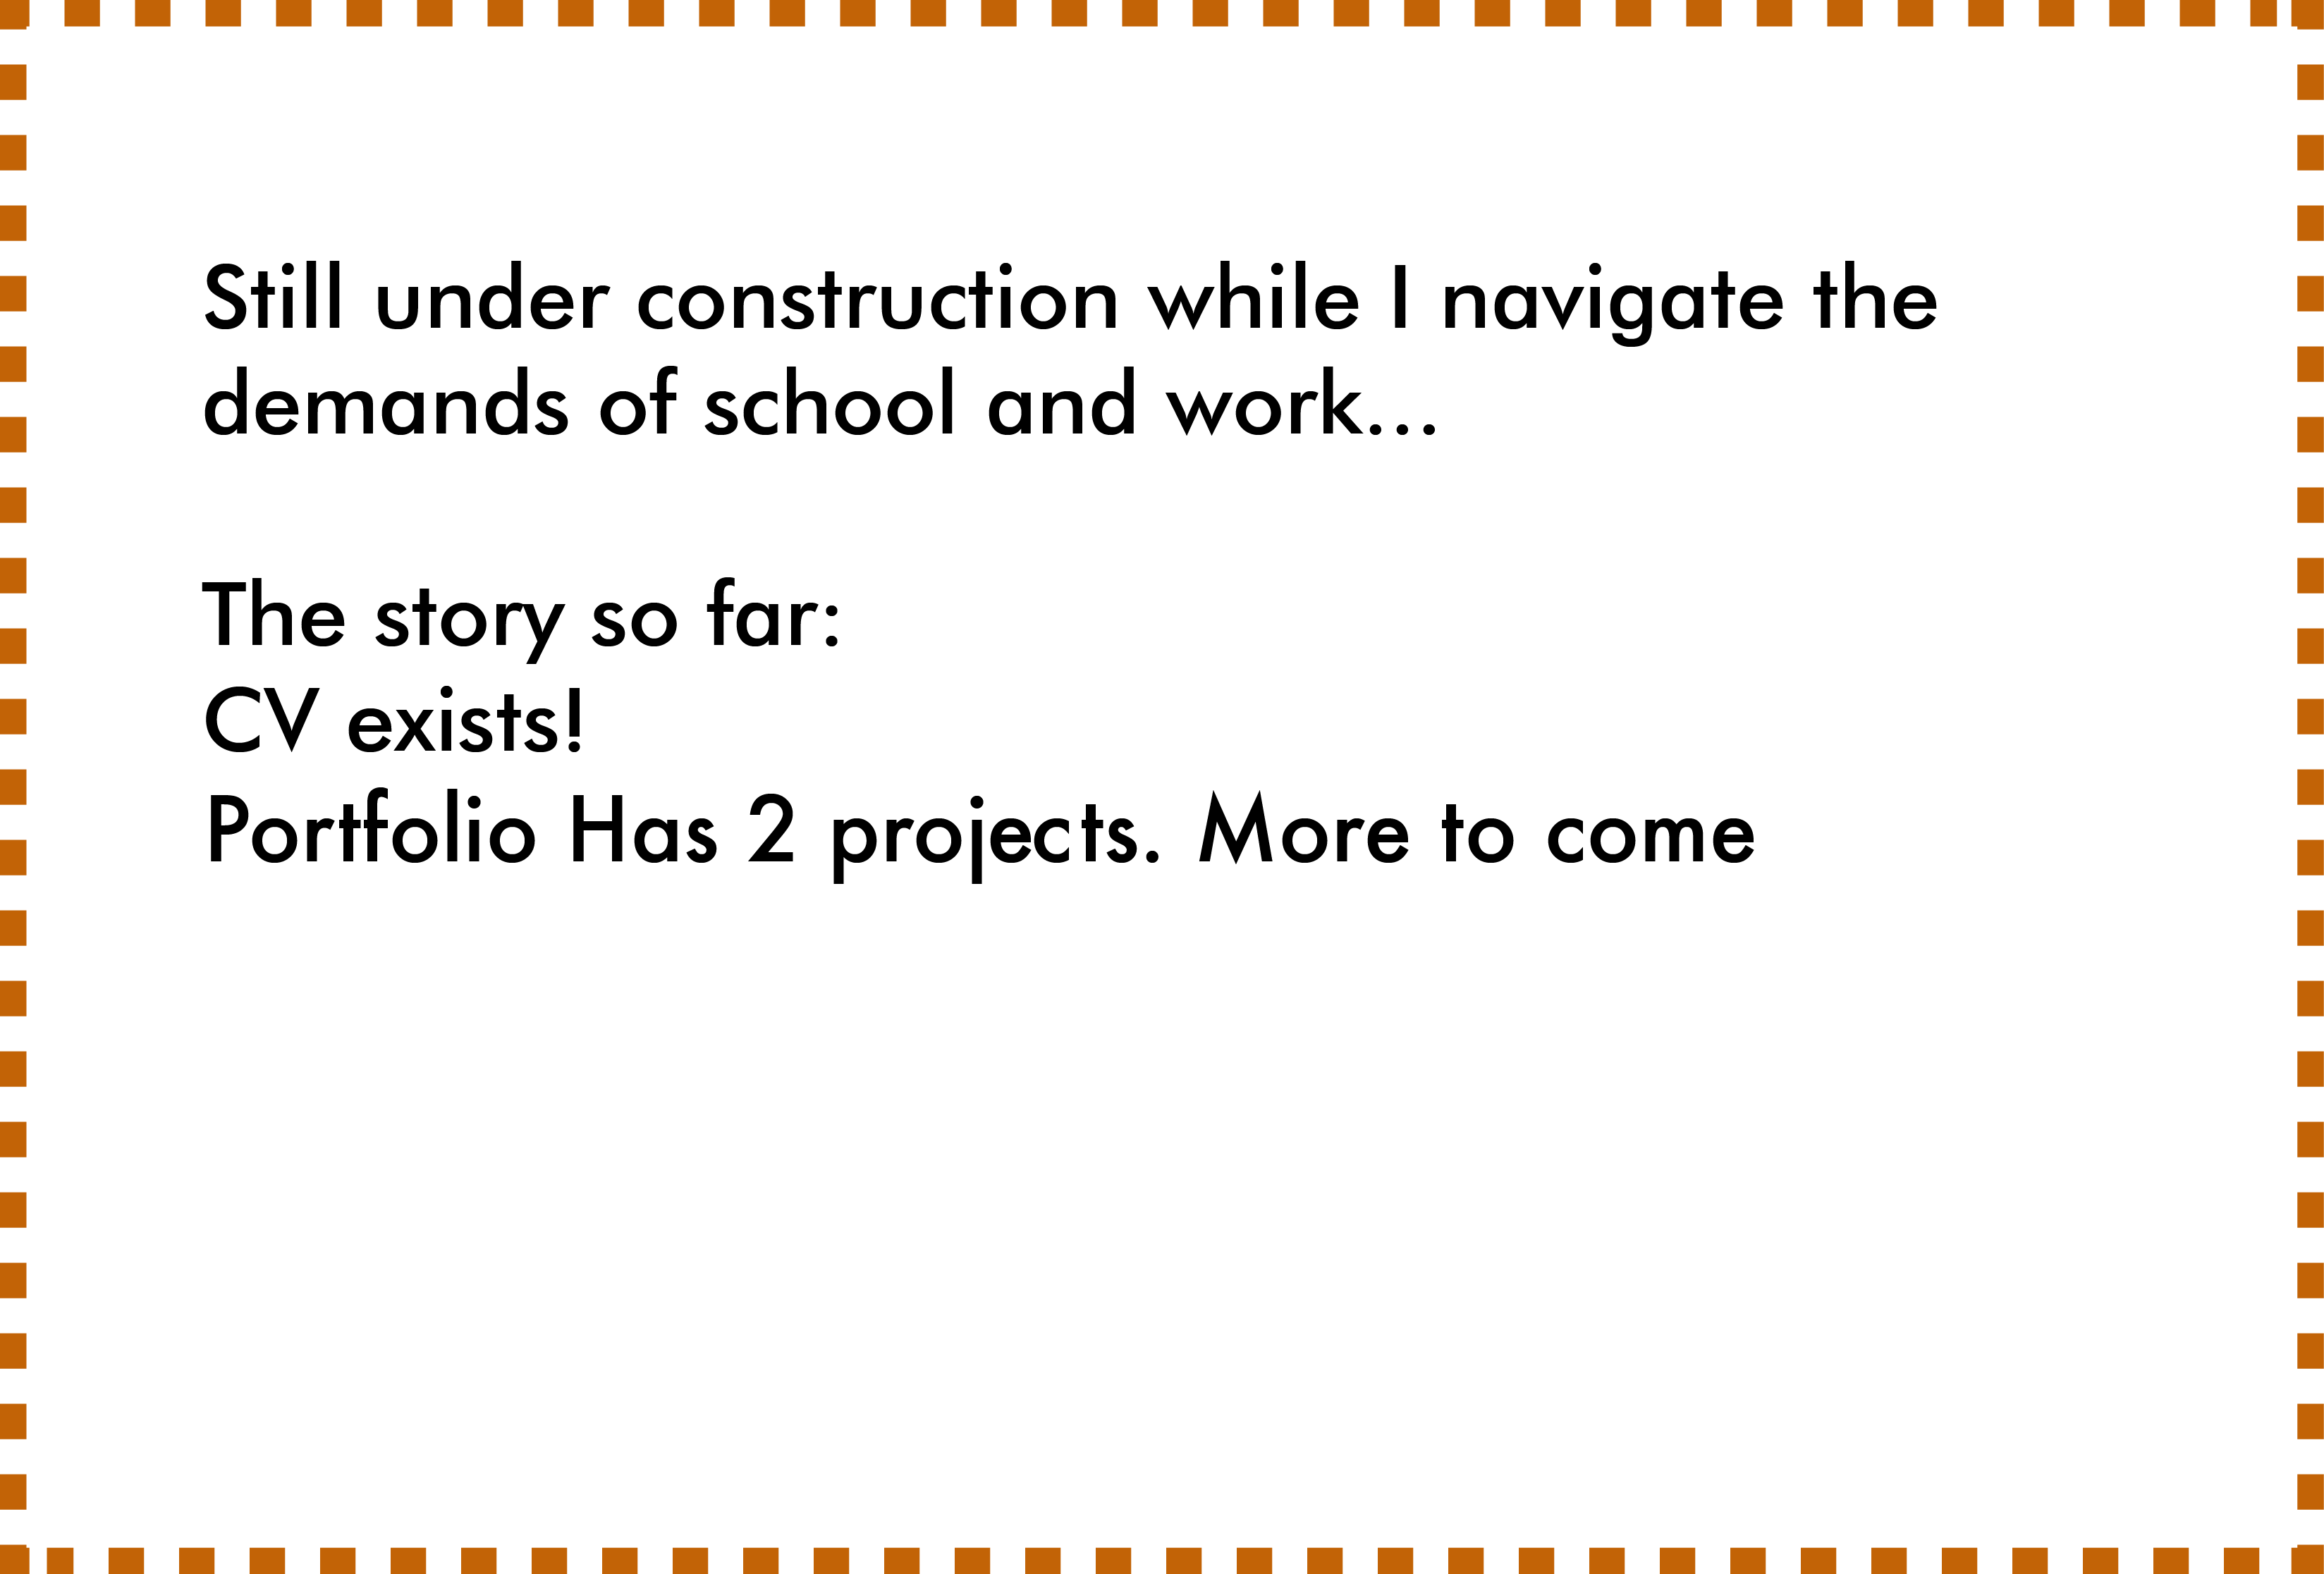 Still under construction while I navigate the
demands of school and work...
The story so far:
CV exists!
Portfolio Has 2 projects.  More to come